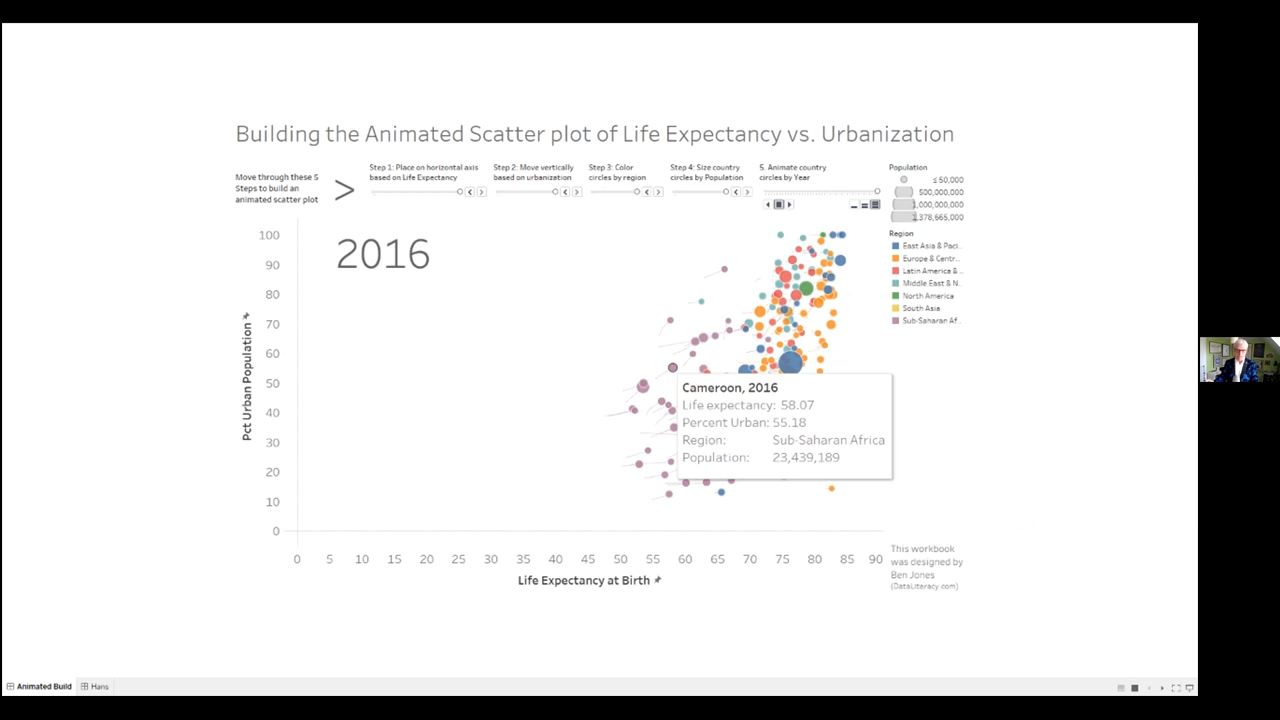 Building the Animated Scatter plot of Life Expectancy vs. Urbanization
Move through these 5
Steps to build an
animated scatter plot
>
Step 1: Place on horizontal axis
based on Life Expectancy
Step 2: Move vertically
based on urbanization
Step 3: Color
circles by region
Step 4: Size country
circles by Population
5. Animate country
circles by Year
Population
≤ 50,000
500,000,000
1,000,000,000
1,378,665,000
Region
East Asia & Paci..
Europe & Centr..
Latin America & ..
Middle East & N..
North America
South Asia
Sub-Saharan Af..
2016
Pct Urban Population
100
90
80
70
60
50
40
30
20
10
0
Cameroon, 2016
Life expectancy: 58.07
Percent Urban: 55.18
Region: Sub-Saharan Africa
Population: 23,439,189
0 5 10 15 20 25 30 35 40 45 50 55 60 65 70 75 80 85 90
Life Expectancy at Birth
This workbook
was designed by
Ben Jones
(DataLiteracy.com)
Animated Build
Hans